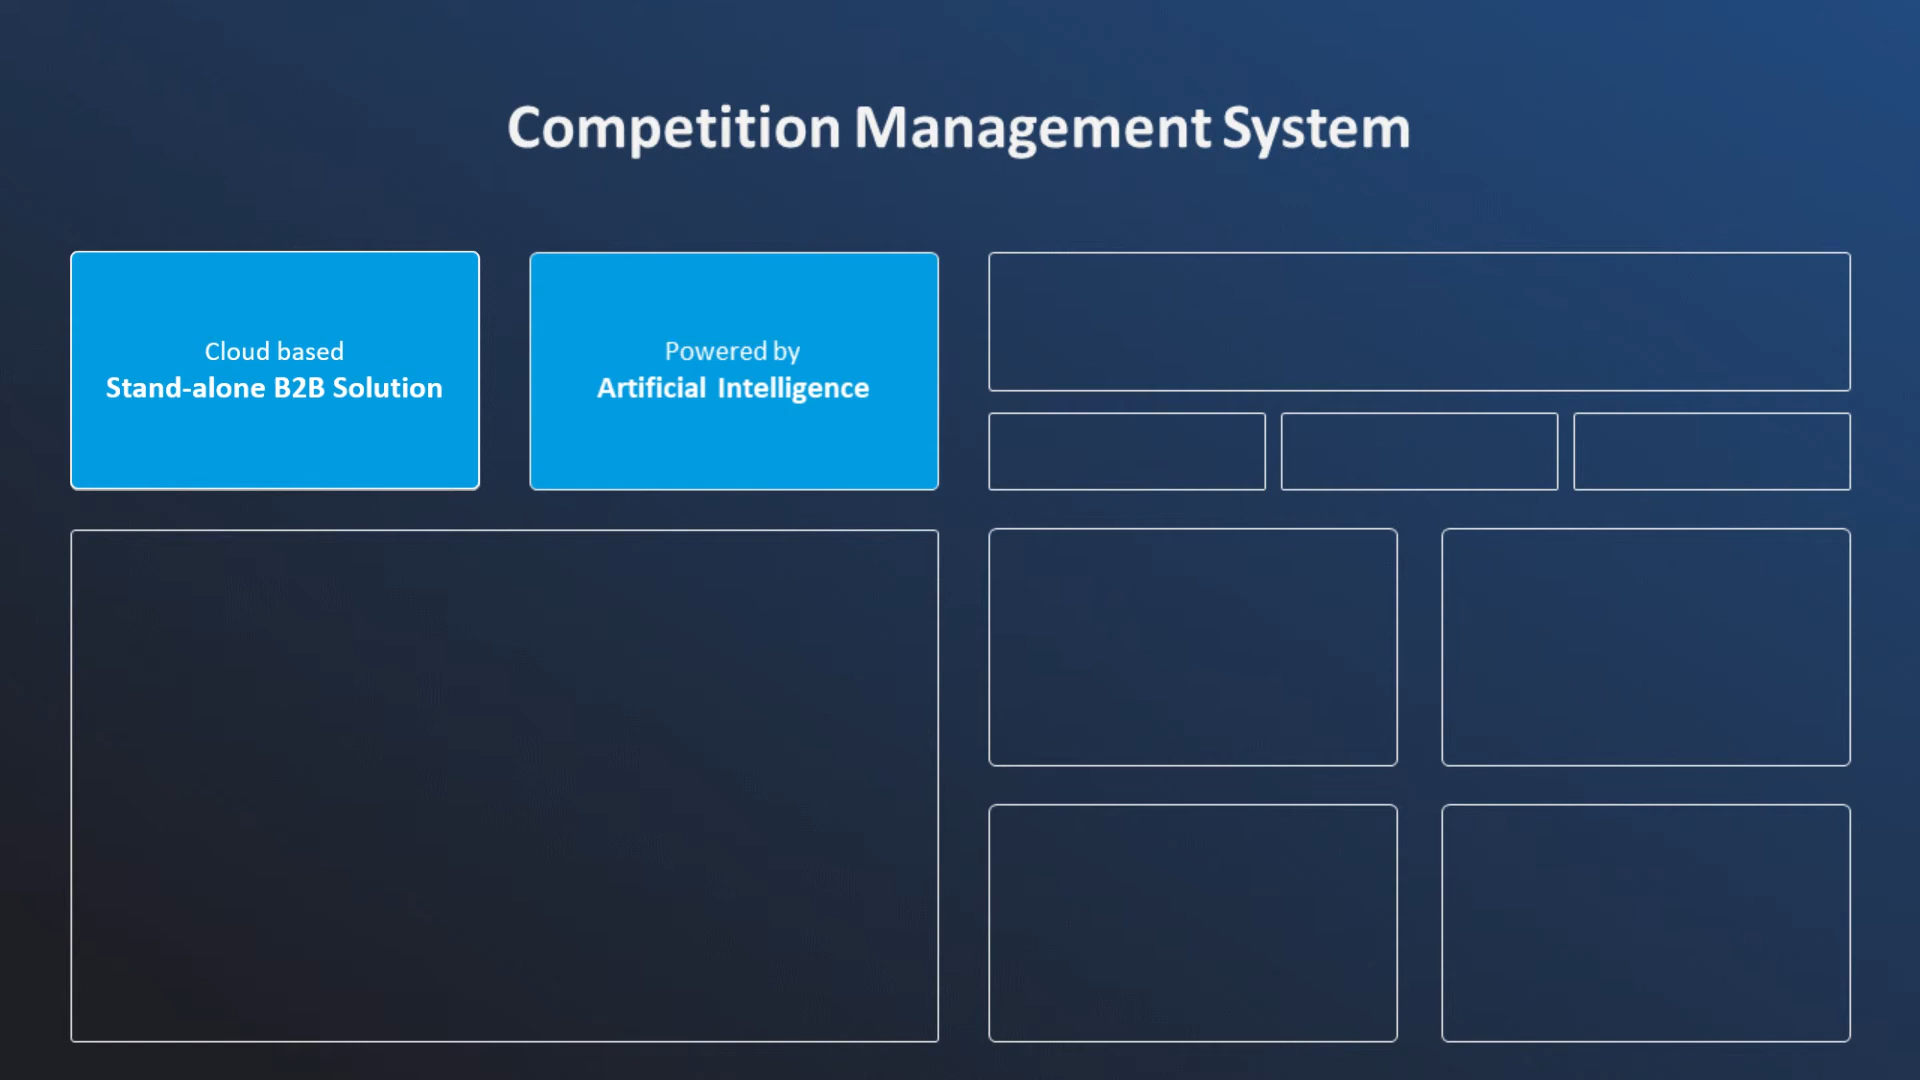 Competition Management System
Cloud based
Stand-alone B2B Solution
Powered by
Artificial Intelligence